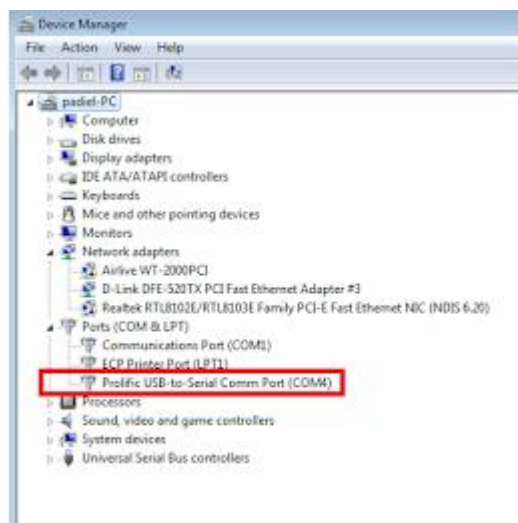 Device Manager
File Action View Help
padiel-PC
Computer
Disk drives
Display adapters
IDE ATA/ATAPI controllers
Keyboards
Mice and other pointing devices
Monitors
Network adapters
Airlive WT-2000PCI
D-Link DFE-520TX PCI Fast Ethernet Adapter #3
Realtek RTL8102E/RTL8103E Family PCI-E Fast Ethernet NIC (NDIS 6.20)
Ports (COM & LPT)
Communications Port (COM1)
ECP Printer Port (LPT1)
Prolific USB-to-Serial Comm Port (COM4)
Processors
Sound, video and game controllers
System devices
Universal Serial Bus controllers